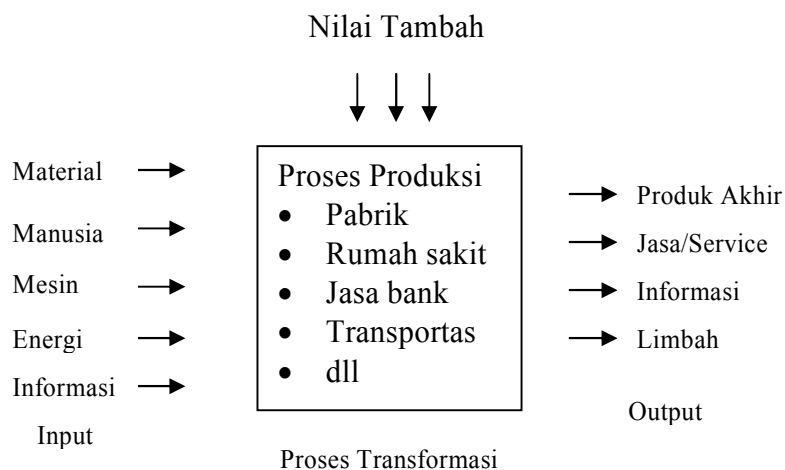 Nilai Tambah
Material
Manusia
Mesin
Energi
Informasi
Input
Proses Produksi
• Pabrik
• Rumah sakit
• Jasa bank
• Transportas
• dll
Proses Transformasi
Produk Akhir
Jasa/Service
Informasi
Limbah
Output